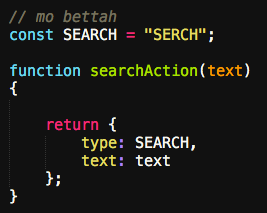 // mo bettah
const SEARCH = "SERCH";
function searchAction(text)
{
return {
type: SEARCH,
text: text
};
}